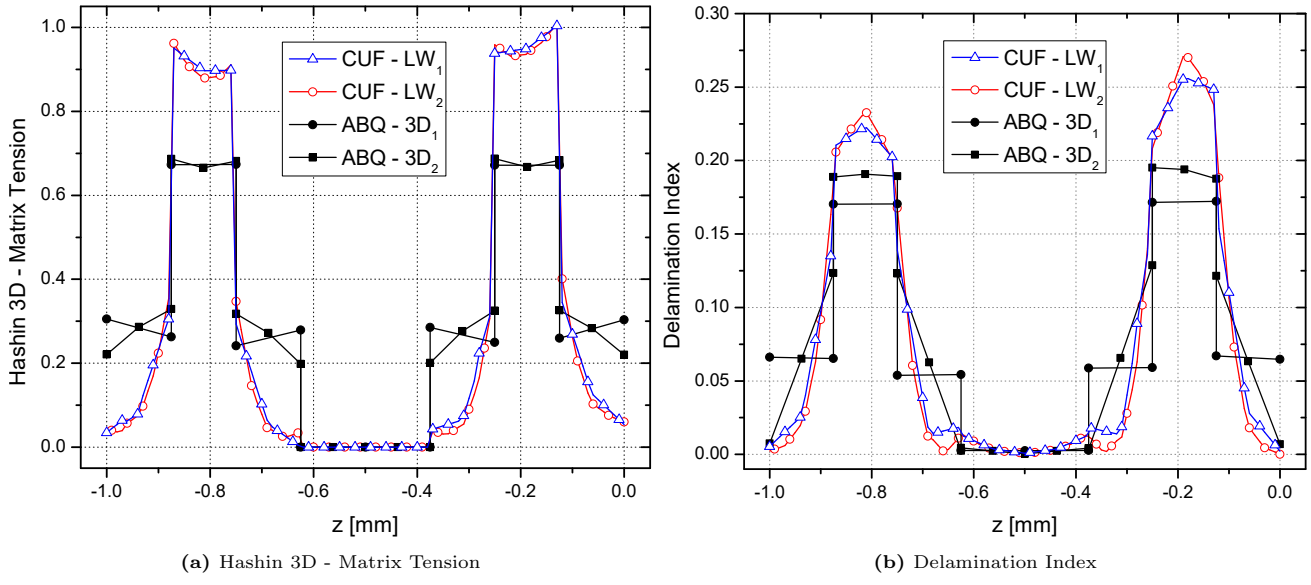 1.0
0.8
0.6
0.4
0.2
0.0
Hashin 3D - Matrix Tension
CUF - LW1
CUF - LW2
ABQ - 3D1
ABQ - 3D2
-1.0 -0.8 -0.6 -0.4 -0.2 0.0
z [mm]
(a) Hashin 3D - Matrix Tension
0.30
0.25
0.20
0.15
0.10
0.05
0.00
Delamination Index
CUF - LW1
CUF - LW2
ABQ - 3D1
ABQ - 3D2
-1.0 -0.8 -0.6 -0.4 -0.2 0.0
z [mm]
(b) Delamination Index